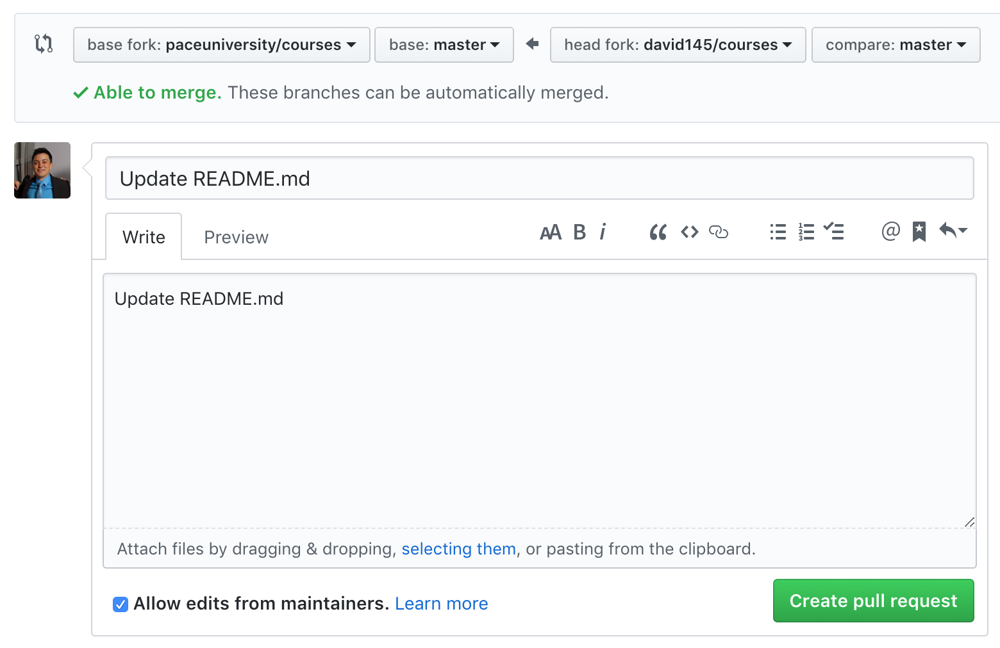 base fork: paceuniversity/courses base: master head fork: david145/courses compare: master
Able to merge. These branches can be automatically merged.
Update README.md
Write Preview AA B i @
Update README.md
Attach files by dragging & dropping, selecting them, or pasting from the clipboard.
Allow edits from maintainers. Learn more Create pull request